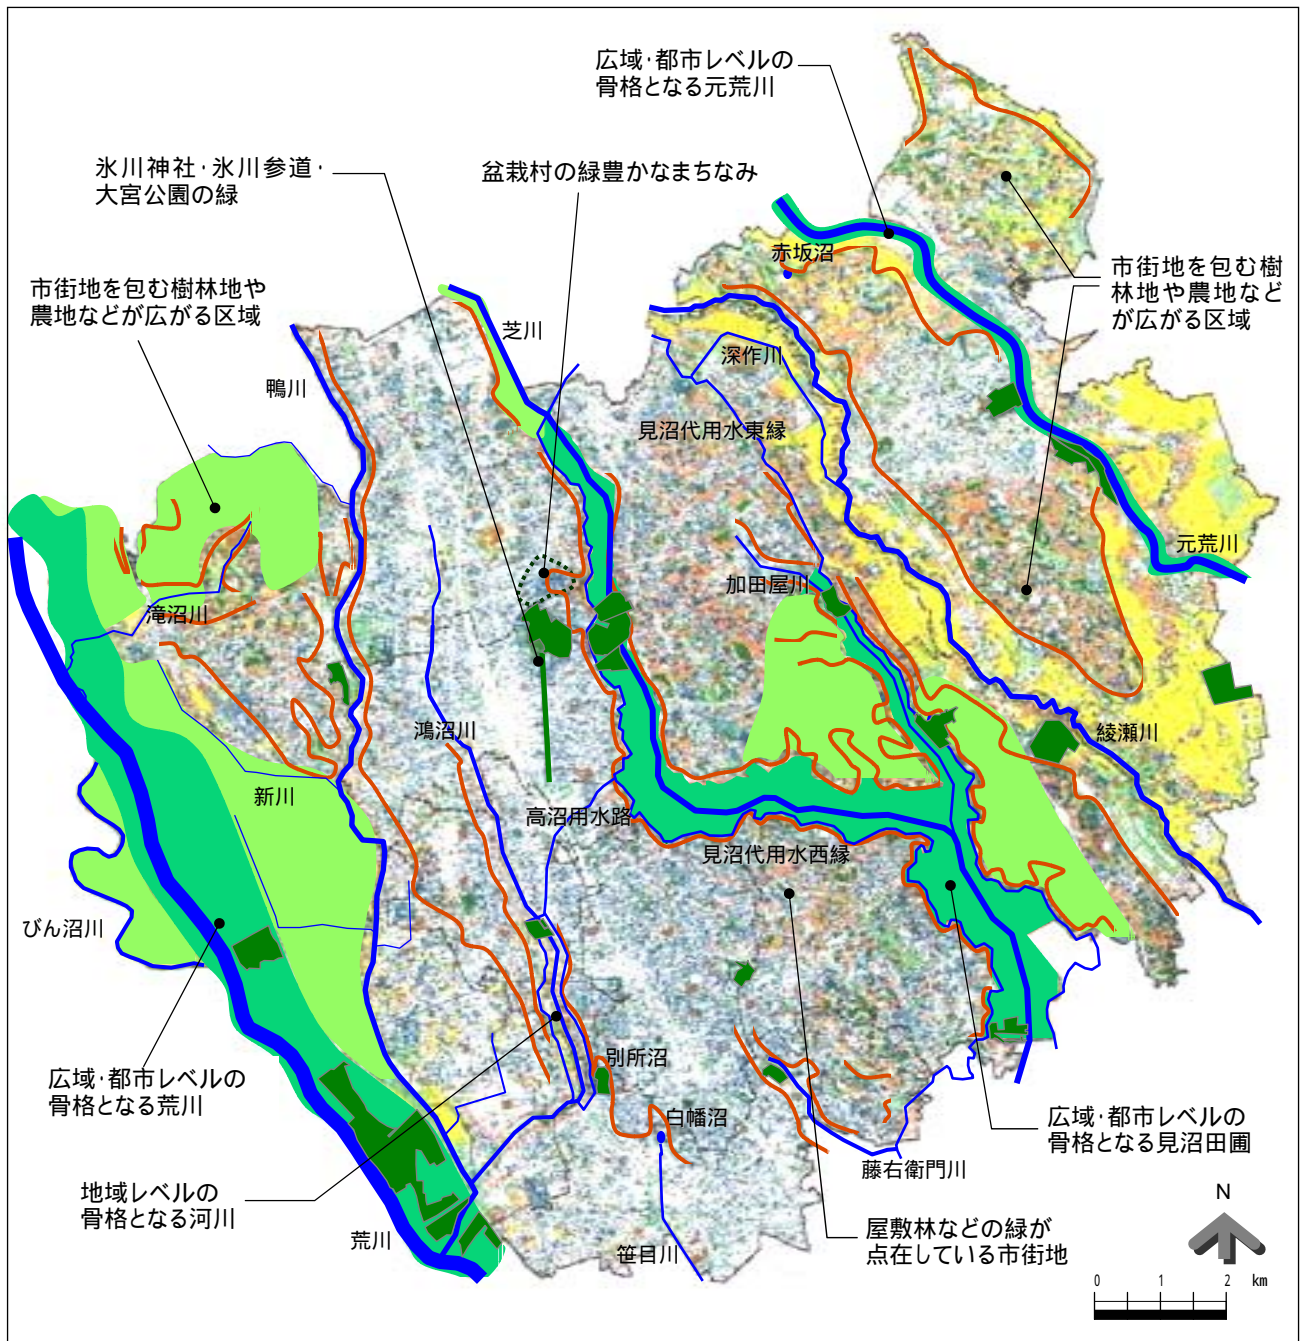 広域・都市レベルの
骨格となる元荒川
氷川神社・氷川参道・
大宮公園の緑
盆栽村の緑豊かなまちなみ
赤坂沼
市街地を包む樹
林地や農地など
が広がる区域
市街地を包む樹林地や
農地などが広がる区域
芝川
深作川
鴨川
見沼代用水東縁
元荒川
加田屋川
滝沼川
鴻沼川
綾瀬川
新川
高沼用水路
見沼代用水西縁
びん沼川
別所沼
広域・都市レベルの
骨格となる荒川
白幡沼
広域・都市レベルの
骨格となる見沼田圃
藤右衛門川
地域レベルの
骨格となる河川
N
荒川
屋敷林などの緑が
点在している市街地
笹目川
0 1 2 km